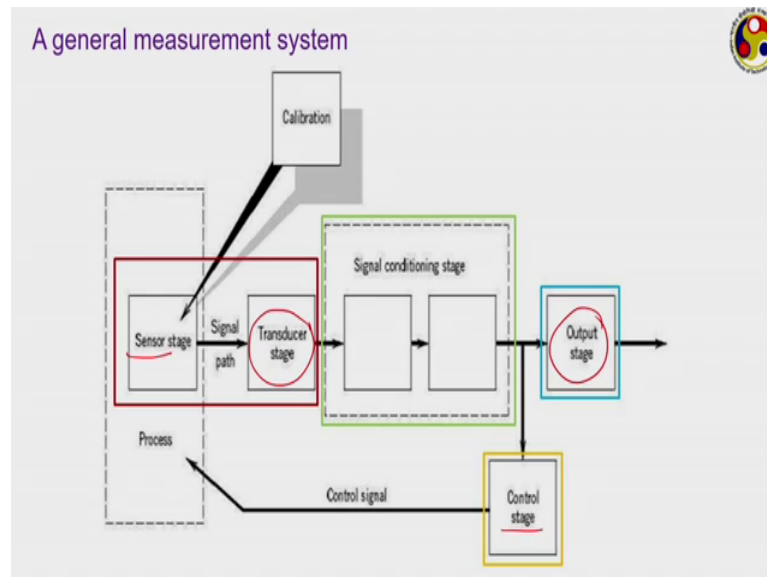 A general measurement system
Calibration
Signal conditioning stage
Sensor stage
Signal
path
Transducer
stage
Output
stage
Process
Control signal
Control
stage